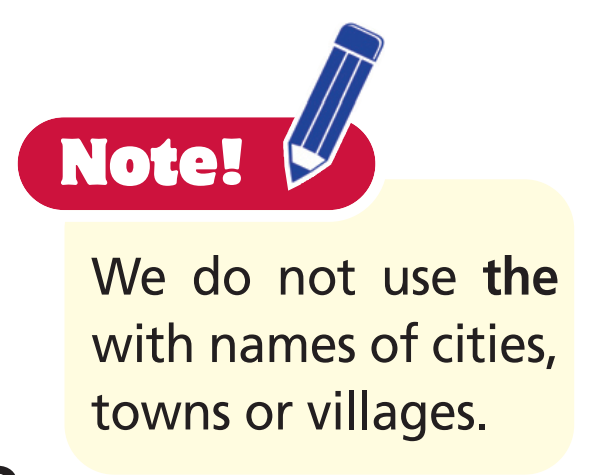 Note!
We do not use the
with names of cities,
towns or villages.